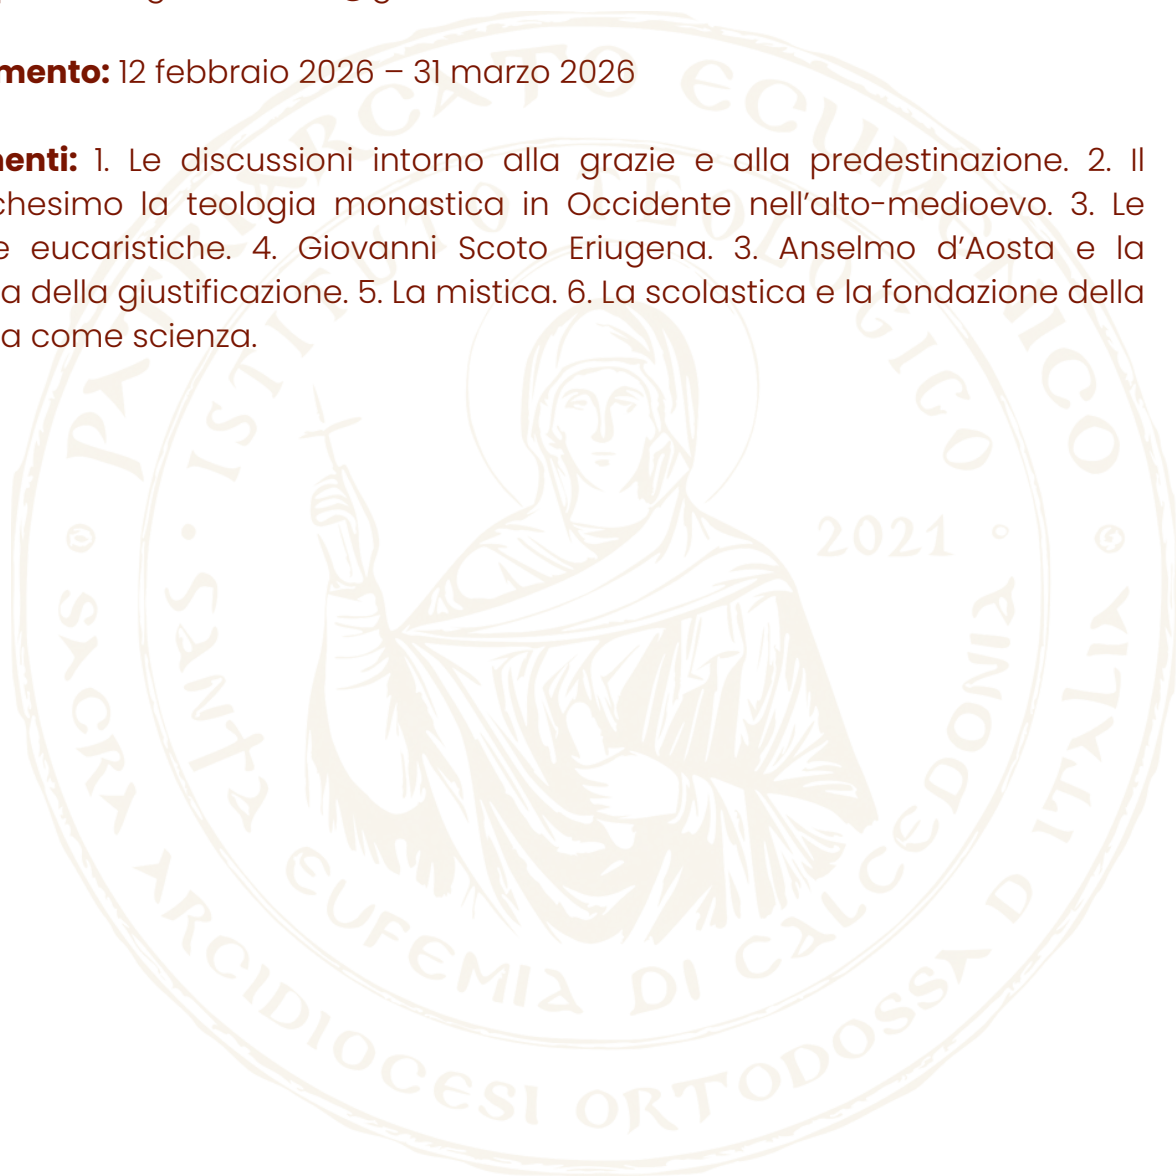 mento: 12 febbraio 2026 – 31 marzo 2026
nenti: 1. Le discussioni intorno alla grazie e alla predestinazione. 2. Il
chesimo la teologia monastica in Occidente nell'alto-medioevo. 3. Le
e eucaristiche. 4. Giovanni Scoto Eriugena. 3. Anselmo d'Aosta e la
a della giustificazione. 5. La mistica. 6. La scolastica e la fondazione della
a come scienza.
PATRIARCATO ECUMENICO
ISTITUTO TEOLOGICO
2021
SANTA EUFEMIA DI CALCEDONIA
SACRA ARCIDIOCESI ORTODOSSA D ITALIA